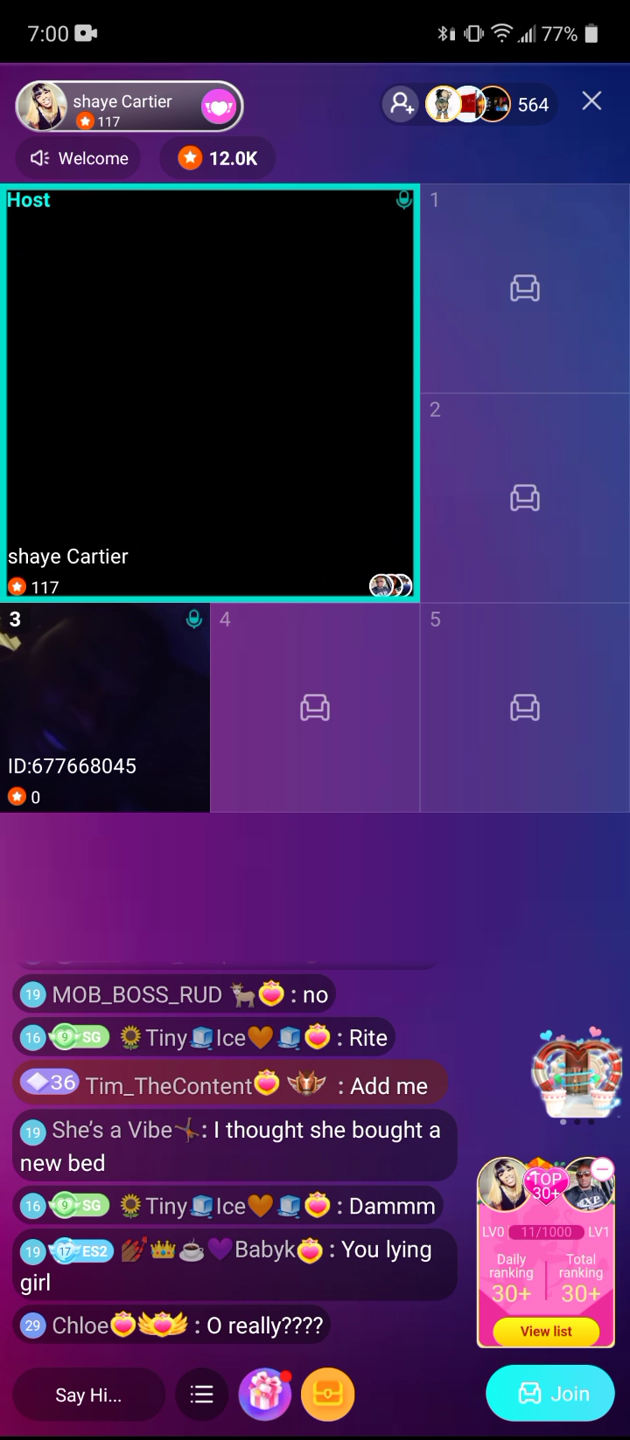 7:00
77%
shaye Cartier
117
564
Welcome
12.0K
Host
1
2
shaye Cartier
117
3
4
5
ID:677668045
0
19 MOB_BOSS_RUD 🐐 : no
16 9 SG 🌻Tiny🧊Ice🧡🧊 : Rite
36 Tim_TheContent : Add me
19 She's a Vibe : I thought she bought a
new bed
16 9 SG 🌻Tiny🧊Ice🧡🧊 : Dammm
19 17 ES2 💅🏾👑☕💜Babyk : You lying
girl
29 Chloe : O really????
TOP
30+
LV0 11/1000 LV1
Daily
ranking
30+
Total
ranking
30+
View list
Say Hi...
Join